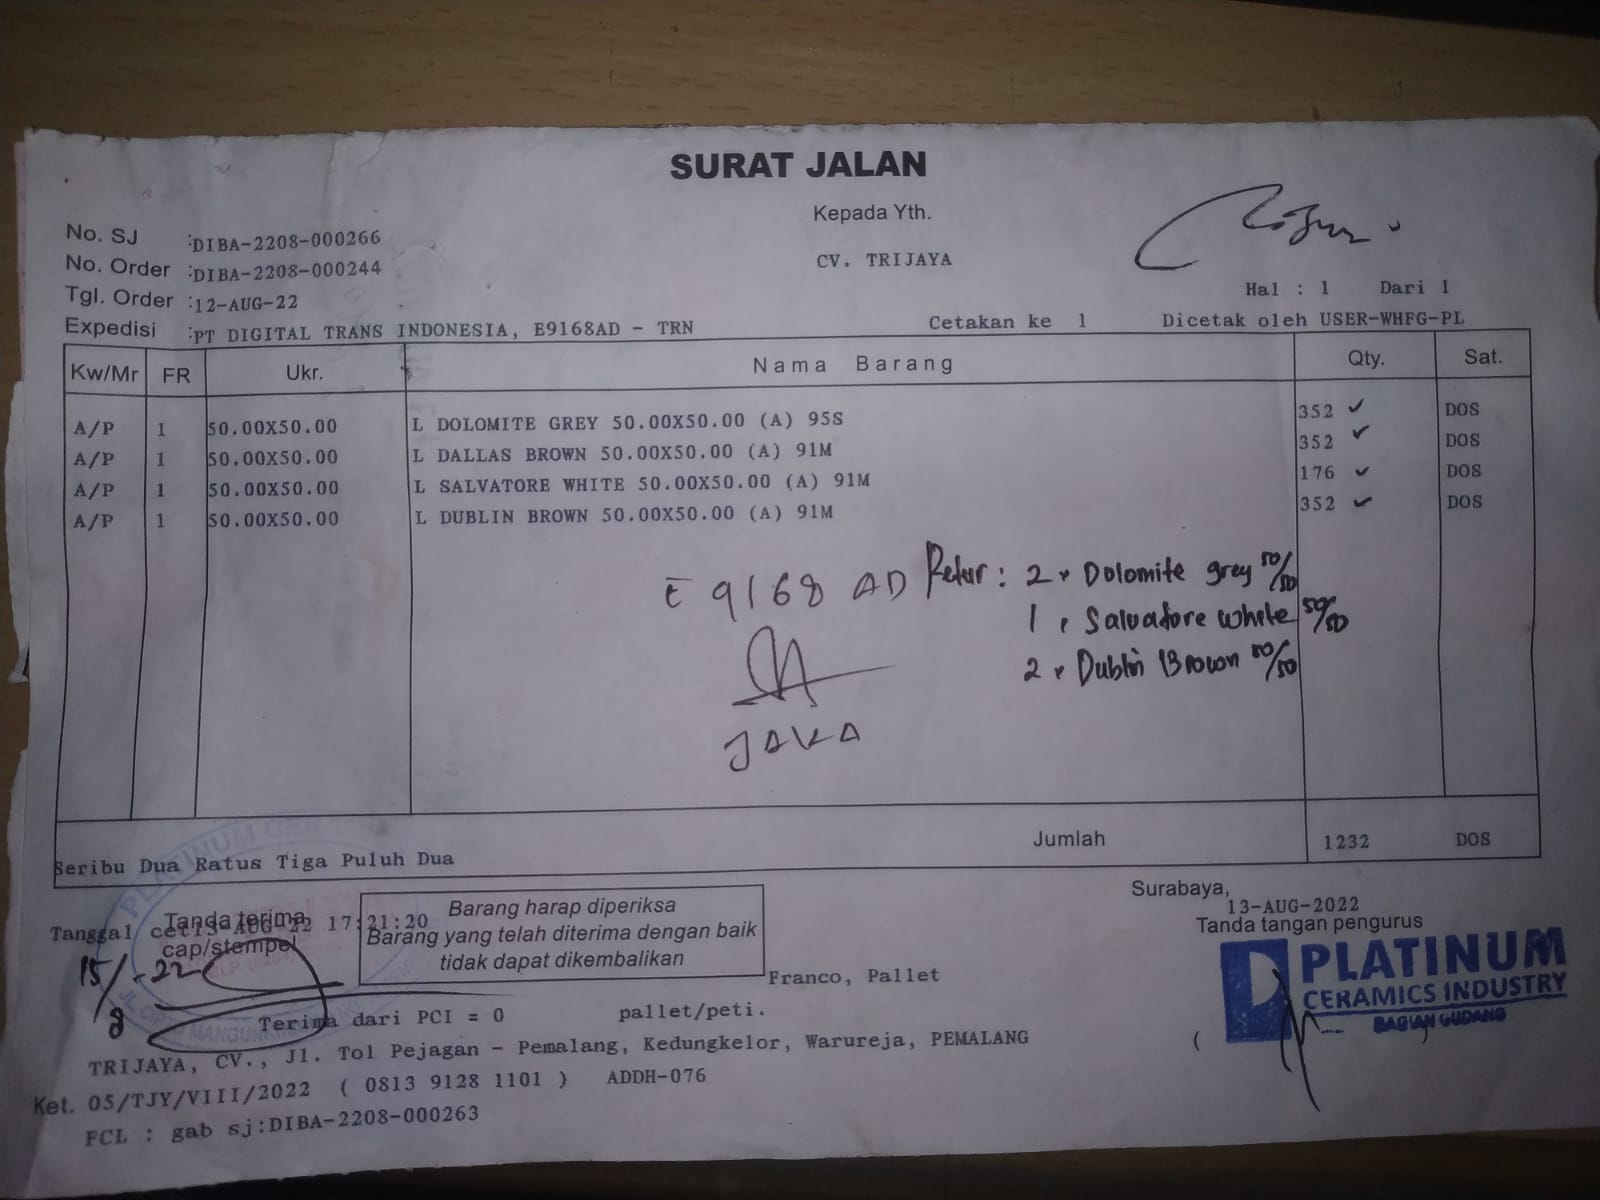 SURAT JALAN
Kepada Yth.
CV. TRIJAYA
No. SJ :DIBA-2208-000266
No. Order :DIBA-2208-000244
Tgl. Order :12-AUG-22
Hal : 1 Dari 1
Expedisi :PT DIGITAL TRANS INDONESIA, E9168AD - TRN Cetakan ke 1 Dicetak oleh USER-WHFG-PL
Kw/Mr FR Ukr. Nama Barang Qty. Sat.
A/P 1 50.00X50.00 L DOLOMITE GREY 50.00X50.00 (A) 95S 352 ✓ DOS
A/P 1 50.00X50.00 L DALLAS BROWN 50.00X50.00 (A) 91M 352 ✓ DOS
A/P 1 50.00X50.00 L SALVATORE WHITE 50.00X50.00 (A) 91M 176 ✓ DOS
A/P 1 50.00X50.00 L DUBLIN BROWN 50.00X50.00 (A) 91M 352 ✓ DOS
E 9168 AD Retur : 2 Dolomite grey 50/50
1 Salvatore white 50/50
2 Dublin Brown 50/50
JAKA
Jumlah 1232 DOS
Seribu Dua Ratus Tiga Puluh Dua
PLATINUM
Tanggal cet13-AUG-22 17:21:20
Tanda terima
cap/stempel
15/8 -22
Barang harap diperiksa
Barang yang telah diterima dengan baik
tidak dapat dikembalikan
Surabaya,
13-AUG-2022
Tanda tangan pengurus
PLATINUM
CERAMICS INDUSTRY
BAGIAN GUDANG
Franco, Pallet
Terima dari PCI = 0 pallet/peti.
( )
TRIJAYA, CV., Jl. Tol Pejagan - Pemalang, Kedungkelor, Warureja, PEMALANG
Ket. 05/TJY/VIII/2022 ( 0813 9128 1101 ) ADDH-076
FCL : gab sj:DIBA-2208-000263